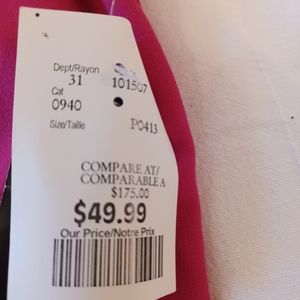 Dept/Rayon
31
101507
Cat
0940
Size/Taille
P0413
COMPARE AT/
COMPARABLE A
$175.00
$49.99
Our Price/Notre Prix